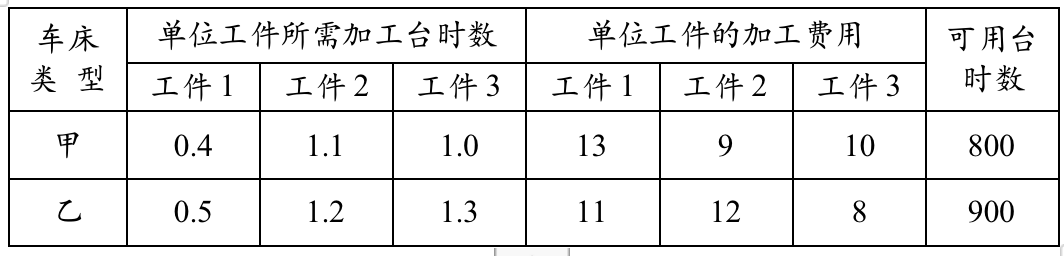 车床类型 单位工件所需加工台时数 单位工件的加工费用 可用台时数
工件1 工件2 工件3 工件1 工件2 工件3
甲 0.4 1.1 1.0 13 9 10 800
乙 0.5 1.2 1.3 11 12 8 900